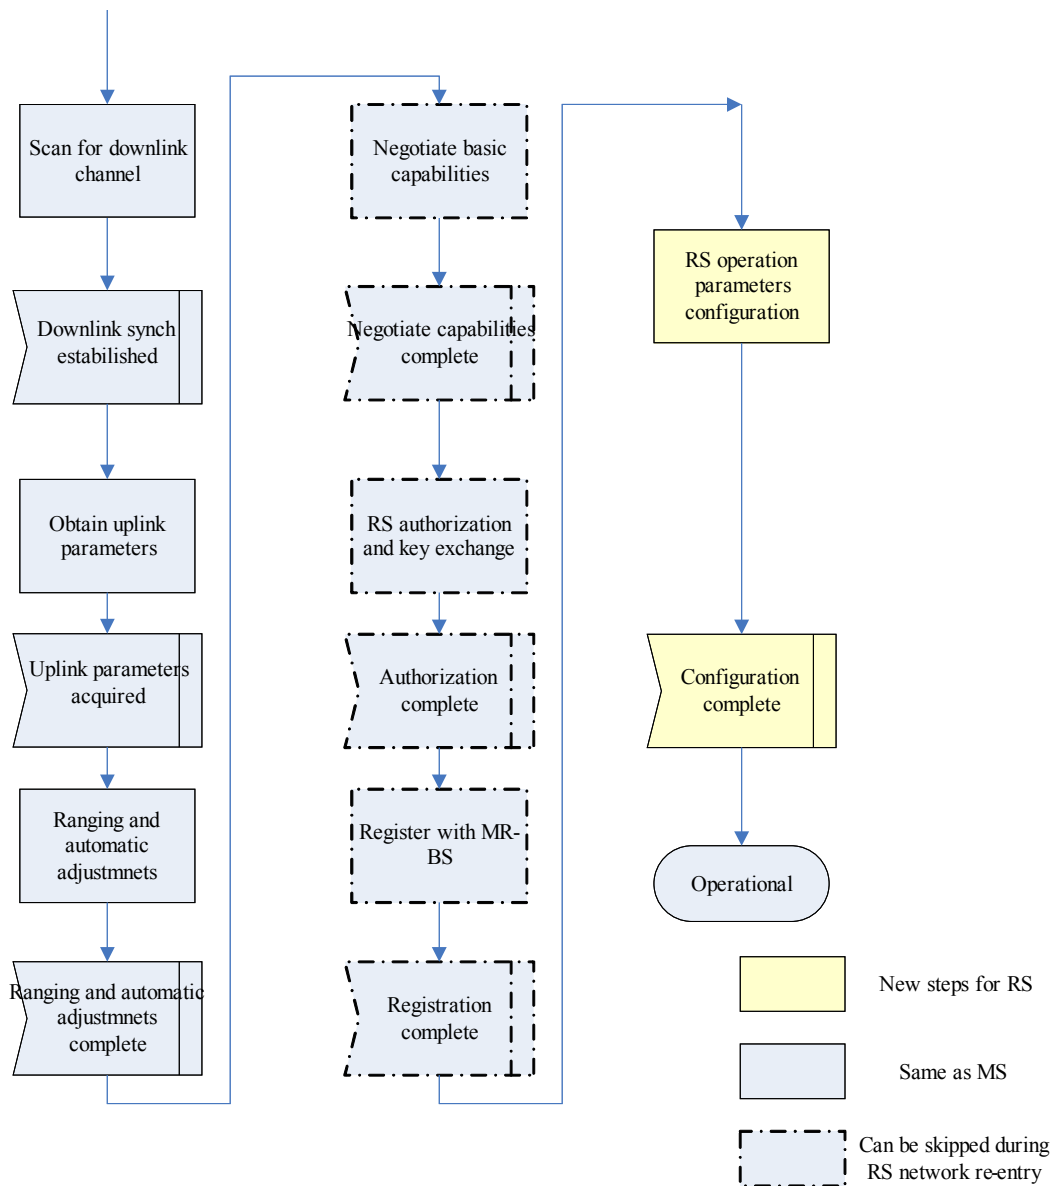 Scan for downlink
channel
Downlink synch
estabilished
Obtain uplink
parameters
Uplink parameters
acquired
Ranging and
automatic
adjustmnets
Ranging and automatic
adjustmnets
complete
Negotiate basic
capabilities
Negotiate capabilities
complete
RS authorization
and key exchange
Authorization
complete
Register with MR-
BS
Registration
complete
RS operation
parameters
configuration
Configuration
complete
Operational
New steps for RS
Same as MS
Can be skipped during
RS network re-entry